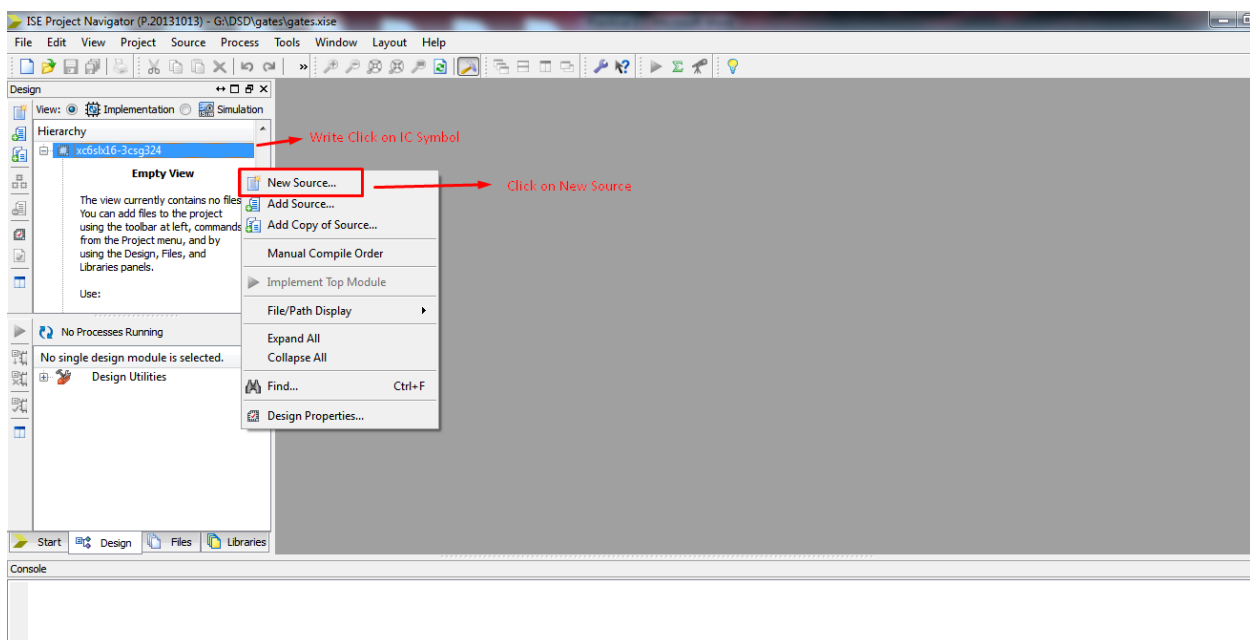 ISE Project Navigator (P.20131013) - G:\DSD\gates\gates.xise
File Edit View Project Source Process Tools Window Layout Help
Design
View: Implementation Simulation
Hierarchy
xc6slx16-3csg324
Write Click on IC Symbol
Empty View
The view currently contains no files
You can add files to the project
using the toolbar at left, commands
from the Project menu, and by
using the Design, Files, and
Libraries panels.
Use:
New Source...
Click on New Source
Add Source...
Add Copy of Source...
Manual Compile Order
Implement Top Module
File/Path Display
Expand All
Collapse All
Find... Ctrl+F
Design Properties...
No Processes Running
No single design module is selected.
Design Utilities
Start Design Files Libraries
Console